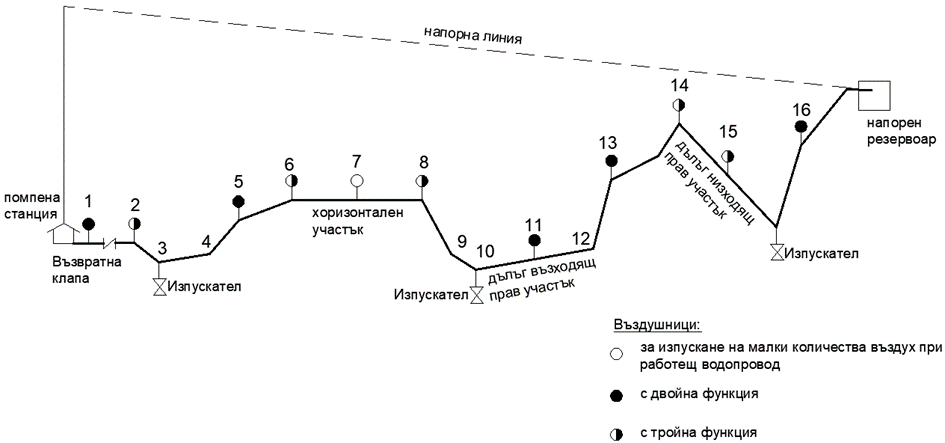 напорна линия
14
16
напорен
резервоар
15
13
дълъг низходящ
прав участък
помпена
станция
1
2
5
6
7
8
хоризонтален
участък
Възвратна
клапа
3
4
9
10
11
12
дълъг възходящ
прав участък
Изпускател
Изпускател
Изпускател
Въздушници:
за изпускане на малки количества въздух при
работещ водопровод
с двойна функция
с тройна функция